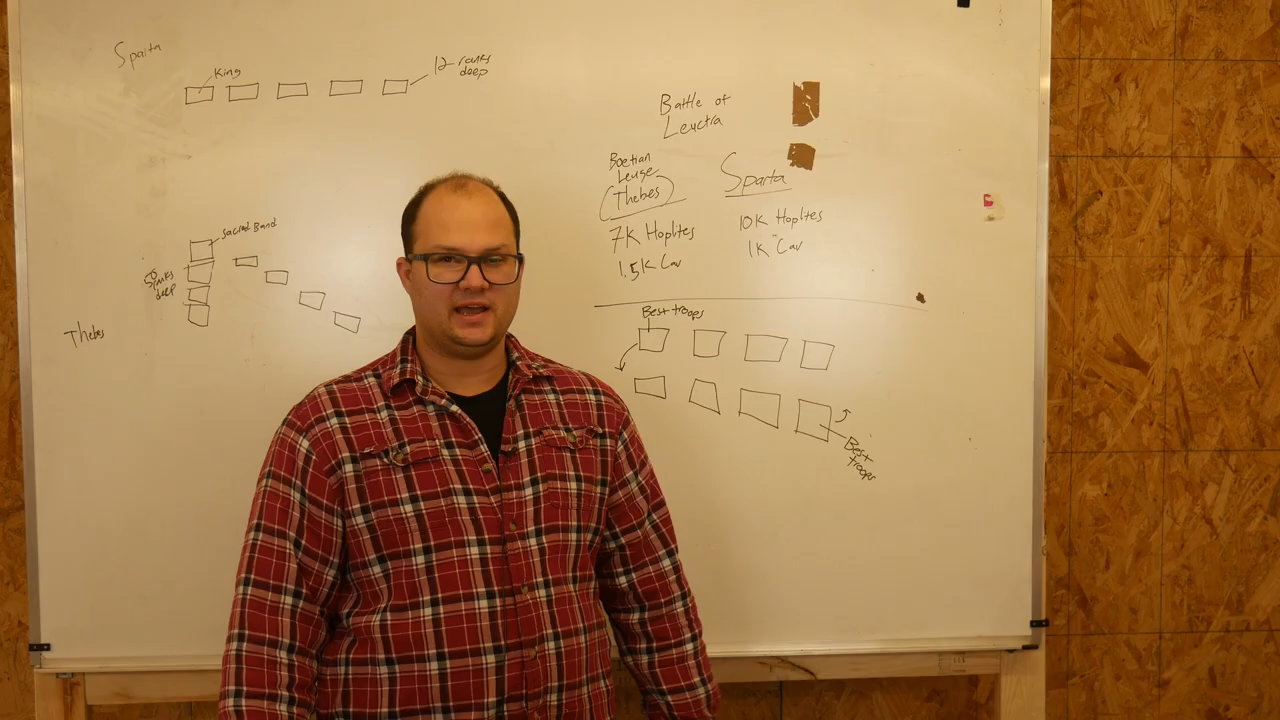 Sparta
King
12 ranks
deep
Sacred Band
50
ranks
deep
Thebes
Battle of
Leuctra
Boetian
Leuge
(Thebes)
7K Hoplites
1.5K Cav
Sparta
10K Hoplites
1K Cav
Best troops
Best
troops